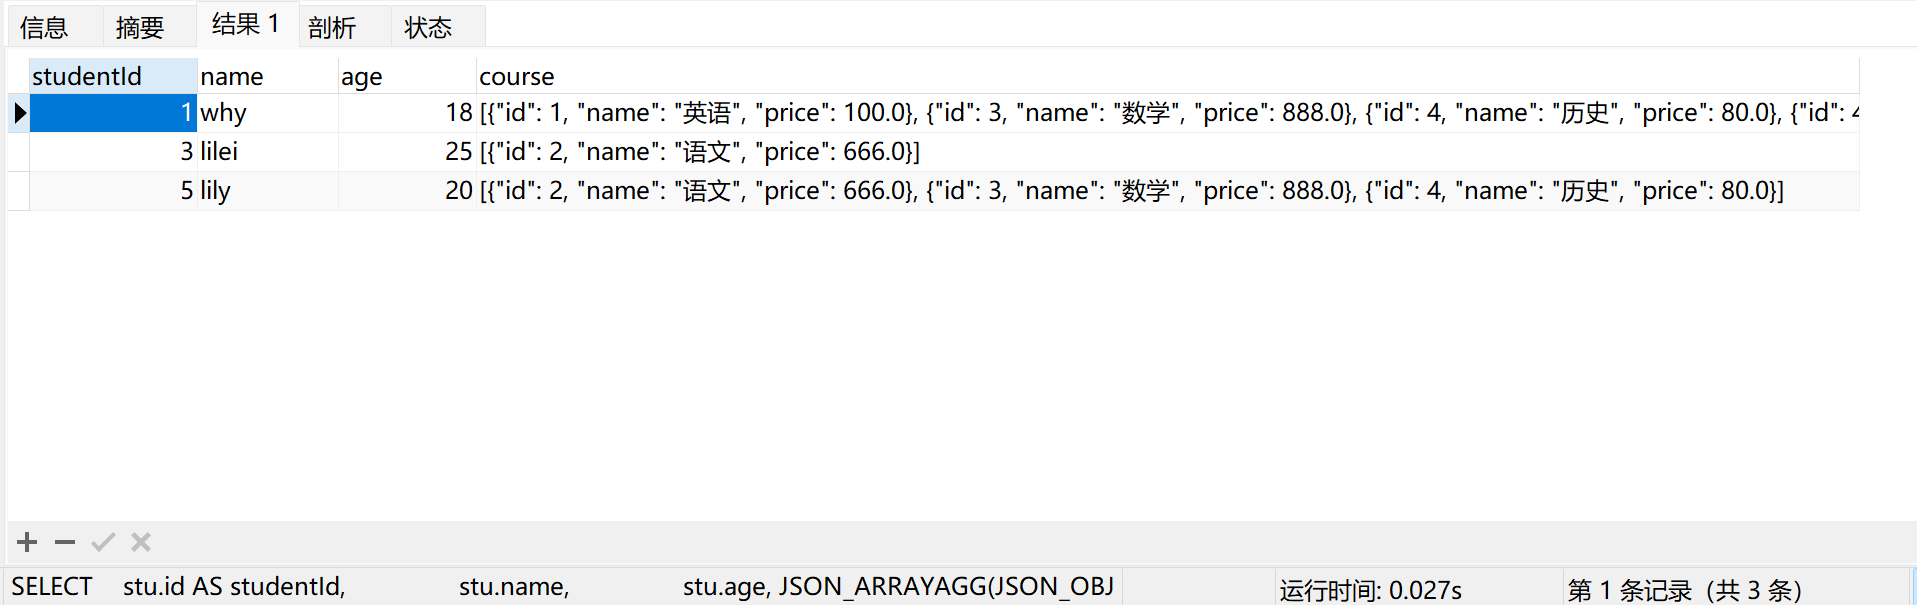 信息 摘要 结果 1 剖析 状态
studentId name age course
1 why 18 [{"id": 1, "name": "英语", "price": 100.0}, {"id": 3, "name": "数学", "price": 888.0}, {"id": 4, "name": "历史", "price": 80.0}, {"id": 4
3 lilei 25 [{"id": 2, "name": "语文", "price": 666.0}]
5 lily 20 [{"id": 2, "name": "语文", "price": 666.0}, {"id": 3, "name": "数学", "price": 888.0}, {"id": 4, "name": "历史", "price": 80.0}]
SELECT stu.id AS studentId, stu.name, stu.age, JSON_ARRAYAGG(JSON_OBJ 运行时间: 0.027s 第 1 条记录（共 3 条）